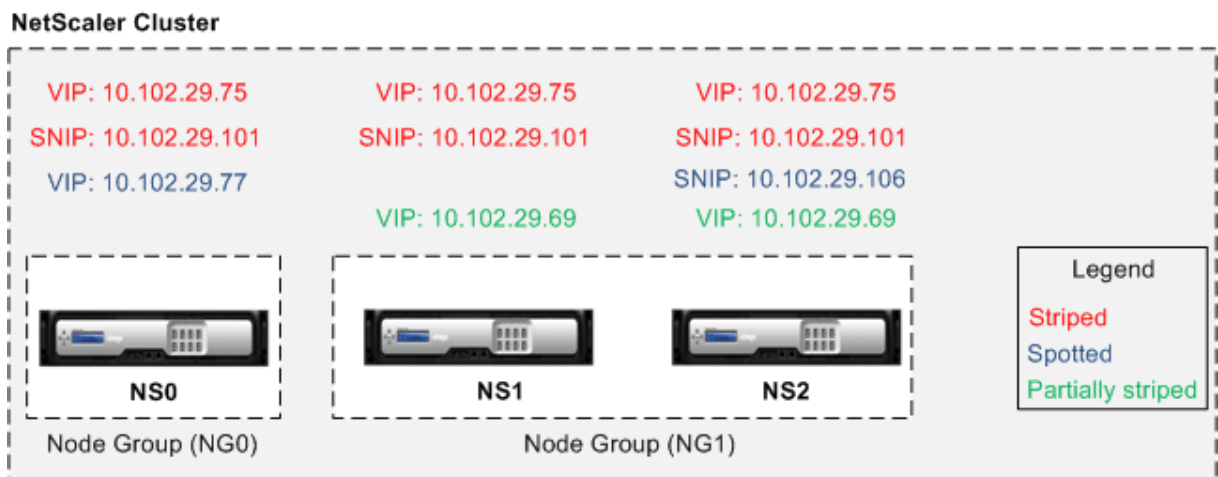 NetScaler Cluster
VIP: 10.102.29.75 VIP: 10.102.29.75 VIP: 10.102.29.75
SNIP: 10.102.29.101 SNIP: 10.102.29.101 SNIP: 10.102.29.101
VIP: 10.102.29.77 SNIP: 10.102.29.106
VIP: 10.102.29.69 VIP: 10.102.29.69
Legend
Striped
Spotted
Partially striped
NS0 NS1 NS2
Node Group (NG0) Node Group (NG1)